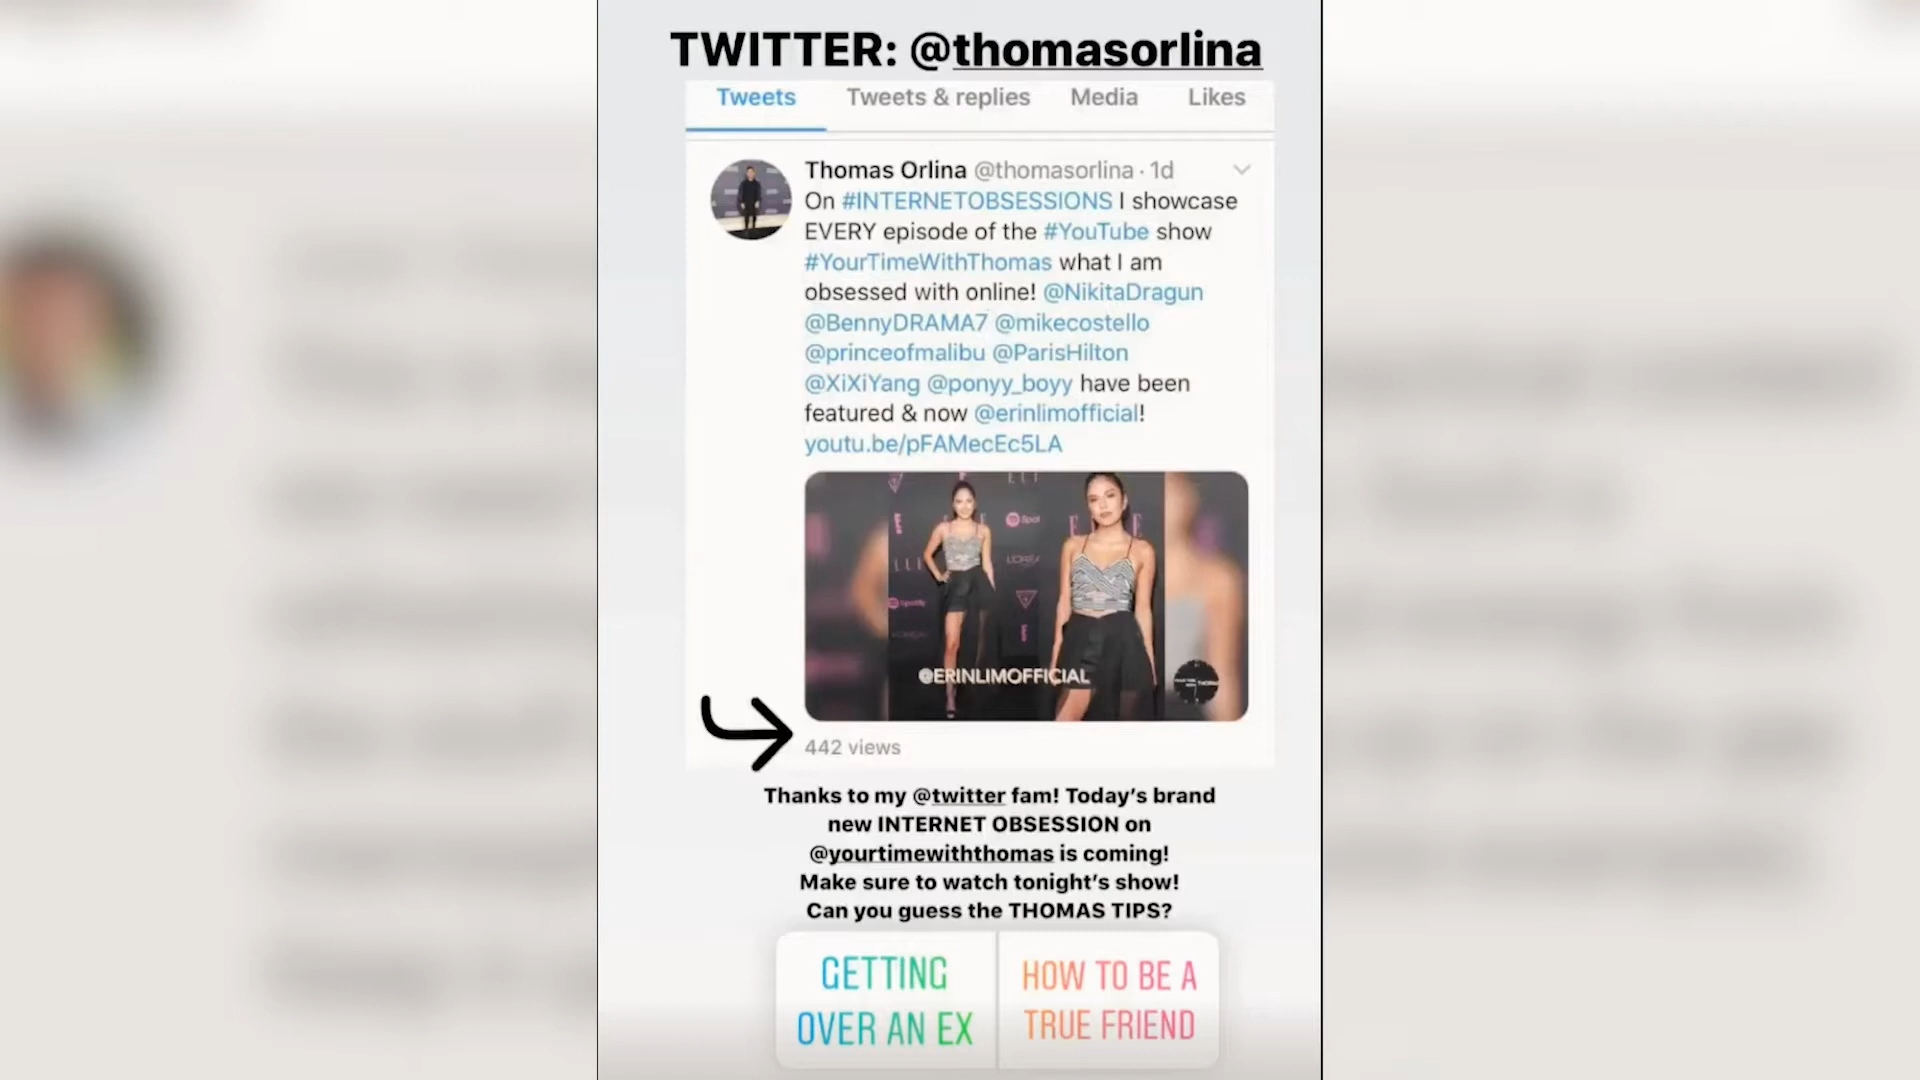 TWITTER: @thomasorlina
Tweets Tweets & replies Media Likes
Thomas Orlina @thomasorlina · 1d
On #INTERNETOBSESSIONS I showcase
EVERY episode of the #YouTube show
#YourTimeWithThomas what I am
obsessed with online! @NikitaDragun
@BennyDRAMA7 @mikecostello
@princeofmalibu @ParisHilton
@XiXiYang @ponyy_boyy have been
featured & now @erinlimofficial!
youtu.be/pFAMecEc5LA
ELLE
Spotify
@ERINLIMOFFICIAL
442 views
Thanks to my @twitter fam! Today's brand
new INTERNET OBSESSION on
@yourtimewiththomas is coming!
Make sure to watch tonight's show!
Can you guess the THOMAS TIPS?
GETTING
OVER AN EX
HOW TO BE A
TRUE FRIEND